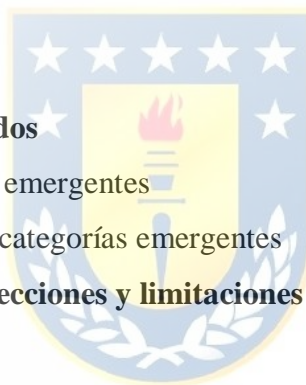 dos
emergentes
categorías emergentes
ecciones y limitaciones